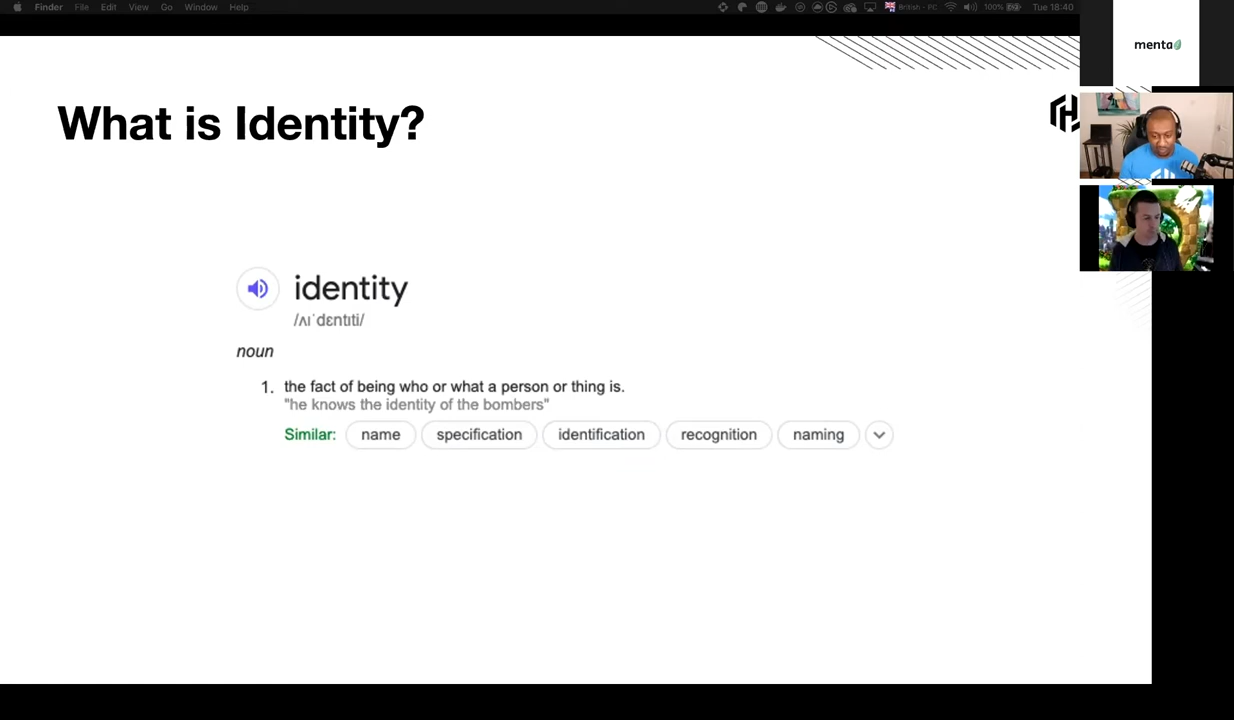 Finder File Edit View Go Window Help
British - PC 100% Tue 18:40
menta
What is Identity?
identity
/ʌɪˈdɛntɪti/
noun
1. the fact of being who or what a person or thing is.
"he knows the identity of the bombers"
Similar: name specification identification recognition naming